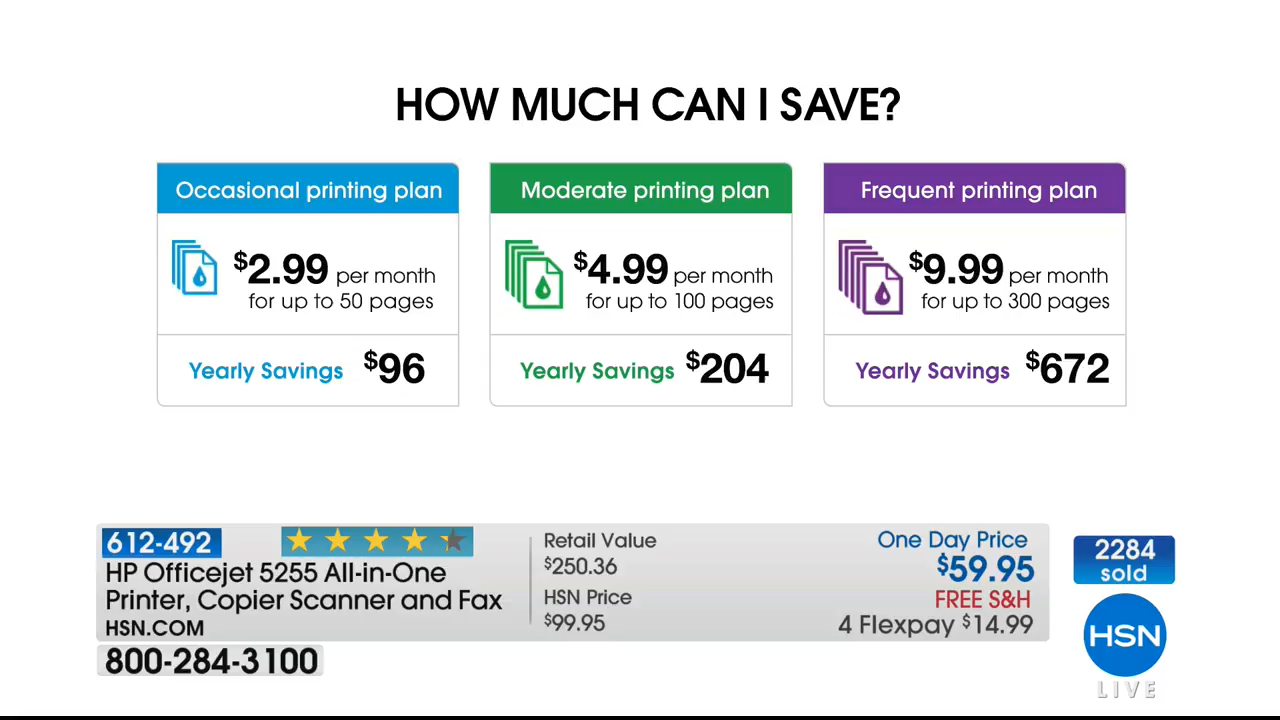 HOW MUCH CAN I SAVE?
Occasional printing plan
$2.99 per month
for up to 50 pages
Yearly Savings $96
Moderate printing plan
$4.99 per month
for up to 100 pages
Yearly Savings $204
Frequent printing plan
$9.99 per month
for up to 300 pages
Yearly Savings $672
612-492
HP Officejet 5255 All-in-One
Printer, Copier Scanner and Fax
HSN.COM
800-284-3100
Retail Value
$250.36
HSN Price
$99.95
One Day Price
$59.95
FREE S&H
4 Flexpay $14.99
2284
sold
HSN
LIVE